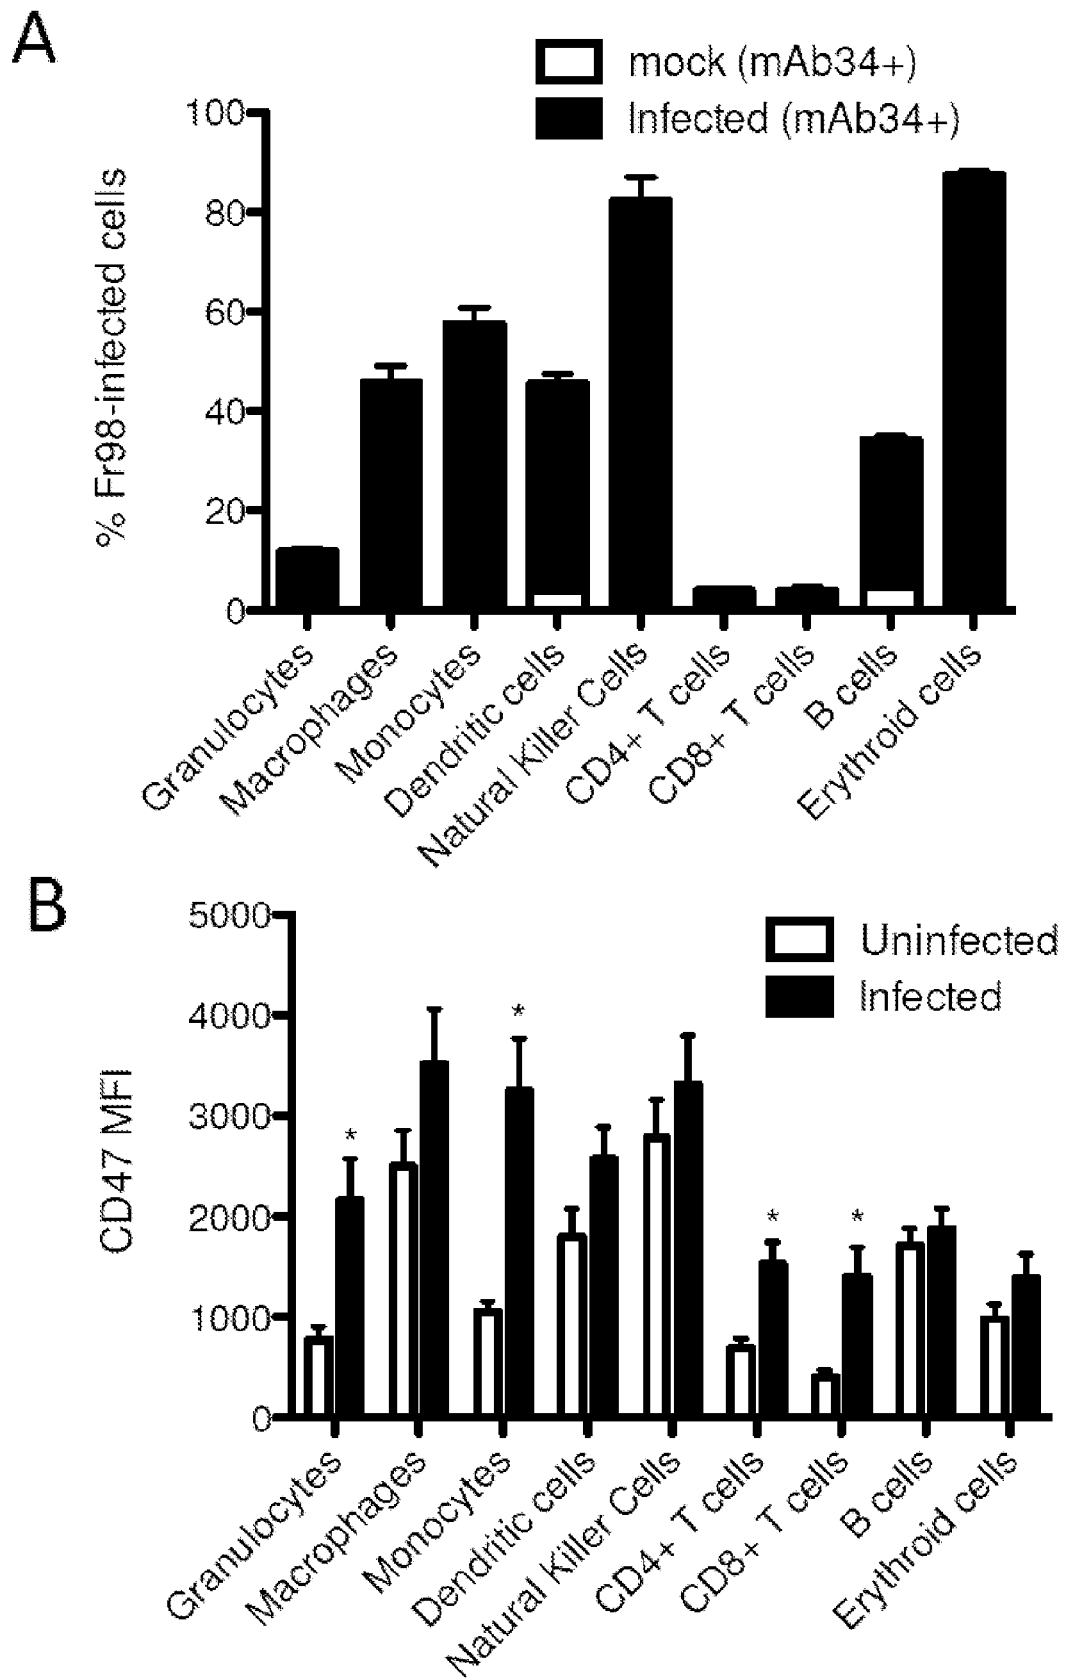 A
mock (mAb34+)
Infected (mAb34+)
% Fr98-infected cells
100
80
60
40
20
0
Granulocytes
Macrophages
Monocytes
Dendritic cells
Natural Killer Cells
CD4+ T cells
CD8+ T cells
B cells
Erythroid cells
B
Uninfected
Infected
CD47 MFI
5000
4000
3000
2000
1000
0
*
*
*
*
Granulocytes
Macrophages
Monocytes
Dendritic cells
Natural Killer Cells
CD4+ T cells
CD8+ T cells
B cells
Erythroid cells